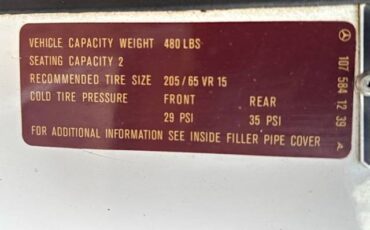 VEHICLE CAPACITY WEIGHT 480 LBS
SEATING CAPACITY 2
RECOMMENDED TIRE SIZE 205/65 VR 15
COLD TIRE PRESSURE FRONT REAR
29 PSI 35 PSI
FOR ADDITIONAL INFORMATION SEE INSIDE FILLER PIPE COVER
107 584 12 39 A